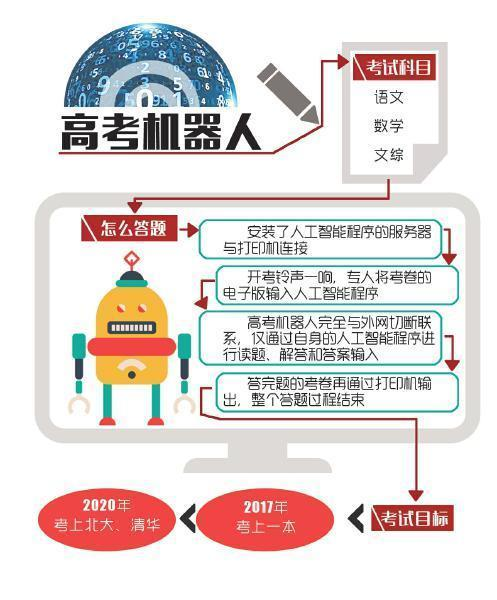 高考机器人
考试科目
语文
数学
文综
怎么答题
安装了人工智能程序的服务器
与打印机连接
开考铃声一响，专人将考卷的
电子版输入人工智能程序
高考机器人完全与外网切断联
系，仅通过自身的人工智能程序进
行读题、解答和答案输入
答完题的考卷再通过打印机输
出，整个答题过程结束
考试目标
2017年
考上一本
2020年
考上北大、清华